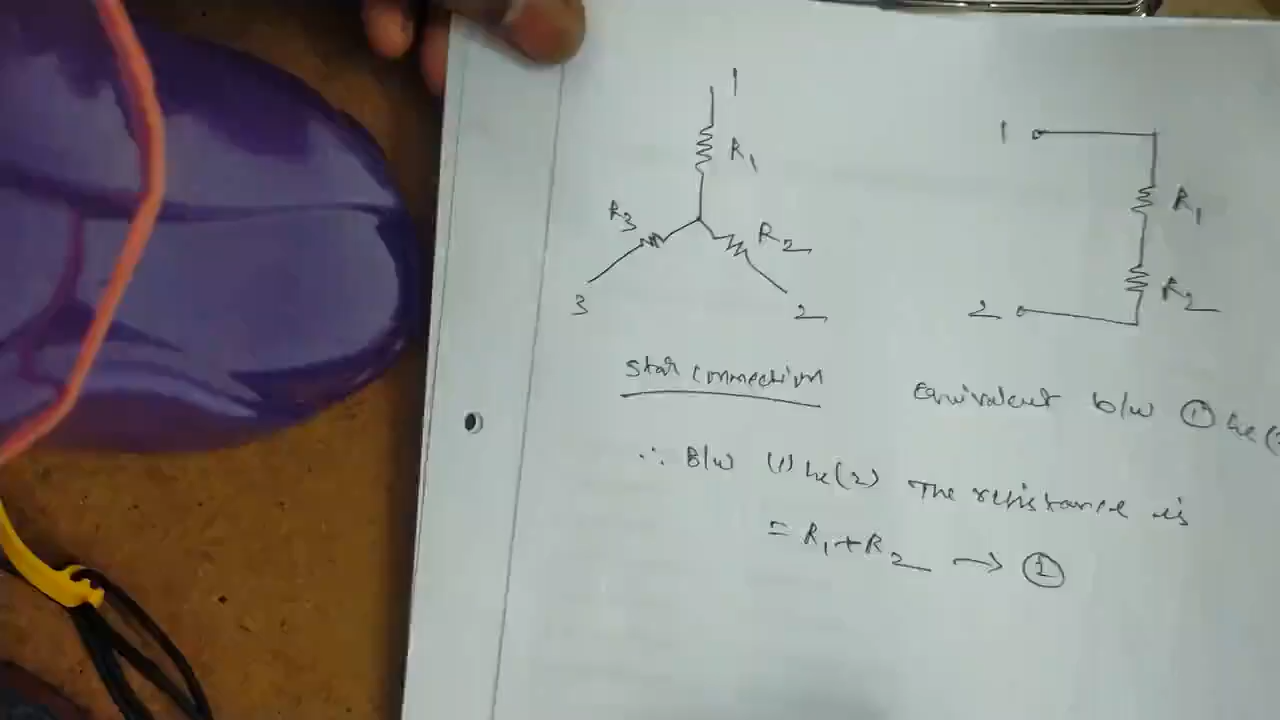 1
R1
R3
R2
3
2
1
R1
R2
2
Star connection
Equivalent b/w ①
∴ B/w (1) & (2) The resistance is
= R1+R2 → ②